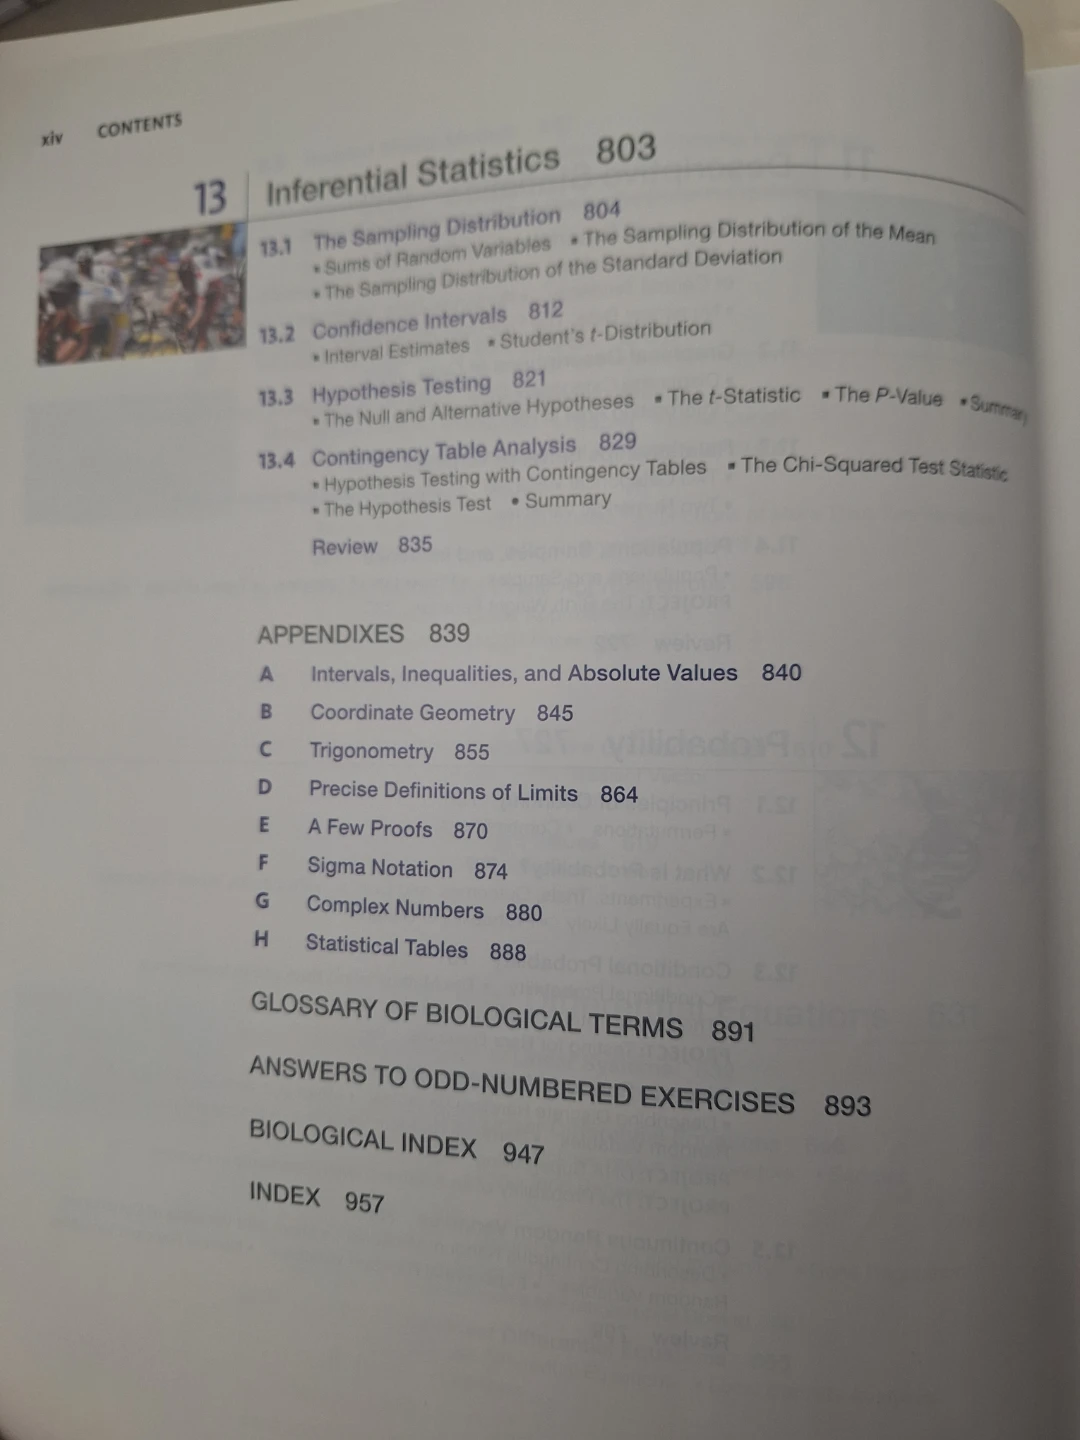 xiv CONTENTS
13 Inferential Statistics 803
13.1 The Sampling Distribution 804
▪ Sums of Random Variables ▪ The Sampling Distribution of the Mean
▪ The Sampling Distribution of the Standard Deviation
13.2 Confidence Intervals 812
▪ Interval Estimates ▪ Student's t-Distribution
13.3 Hypothesis Testing 821
▪ The Null and Alternative Hypotheses ▪ The t-Statistic ▪ The P-Value ▪ Summary
13.4 Contingency Table Analysis 829
▪ Hypothesis Testing with Contingency Tables ▪ The Chi-Squared Test Statistic
▪ The Hypothesis Test ▪ Summary
Review 835
APPENDIXES 839
A Intervals, Inequalities, and Absolute Values 840
B Coordinate Geometry 845
C Trigonometry 855
D Precise Definitions of Limits 864
E A Few Proofs 870
F Sigma Notation 874
G Complex Numbers 880
H Statistical Tables 888
GLOSSARY OF BIOLOGICAL TERMS 891
ANSWERS TO ODD-NUMBERED EXERCISES 893
BIOLOGICAL INDEX 947
INDEX 957